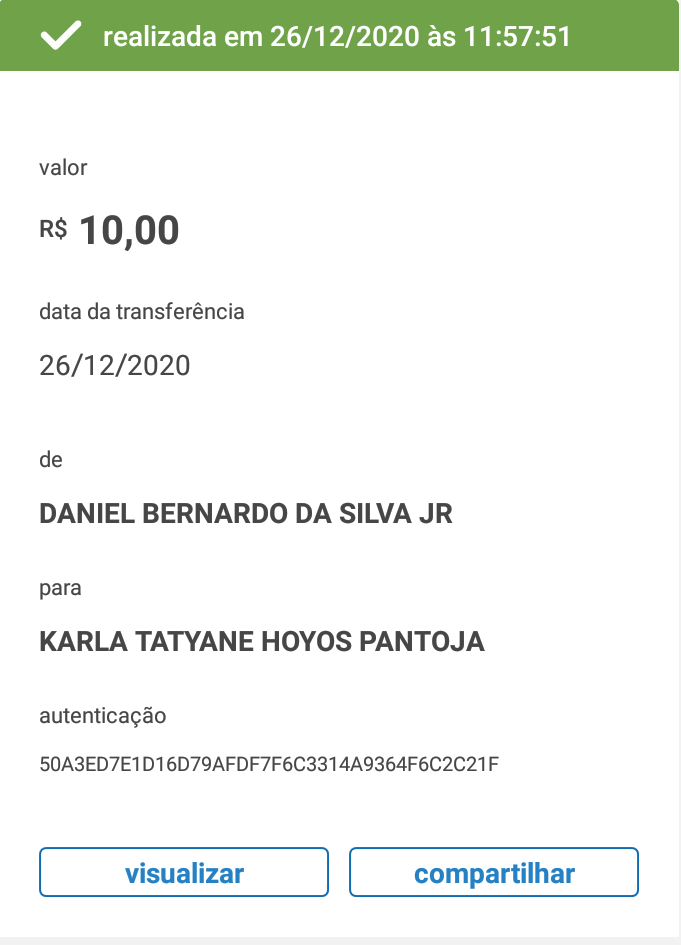 realizada em 26/12/2020 às 11:57:51
valor
R$ 10,00
data da transferência
26/12/2020
de
DANIEL BERNARDO DA SILVA JR
para
KARLA TATYANE HOYOS PANTOJA
autenticação
50A3ED7E1D16D79AFDF7F6C3314A9364F6C2C21F
visualizar
compartilhar